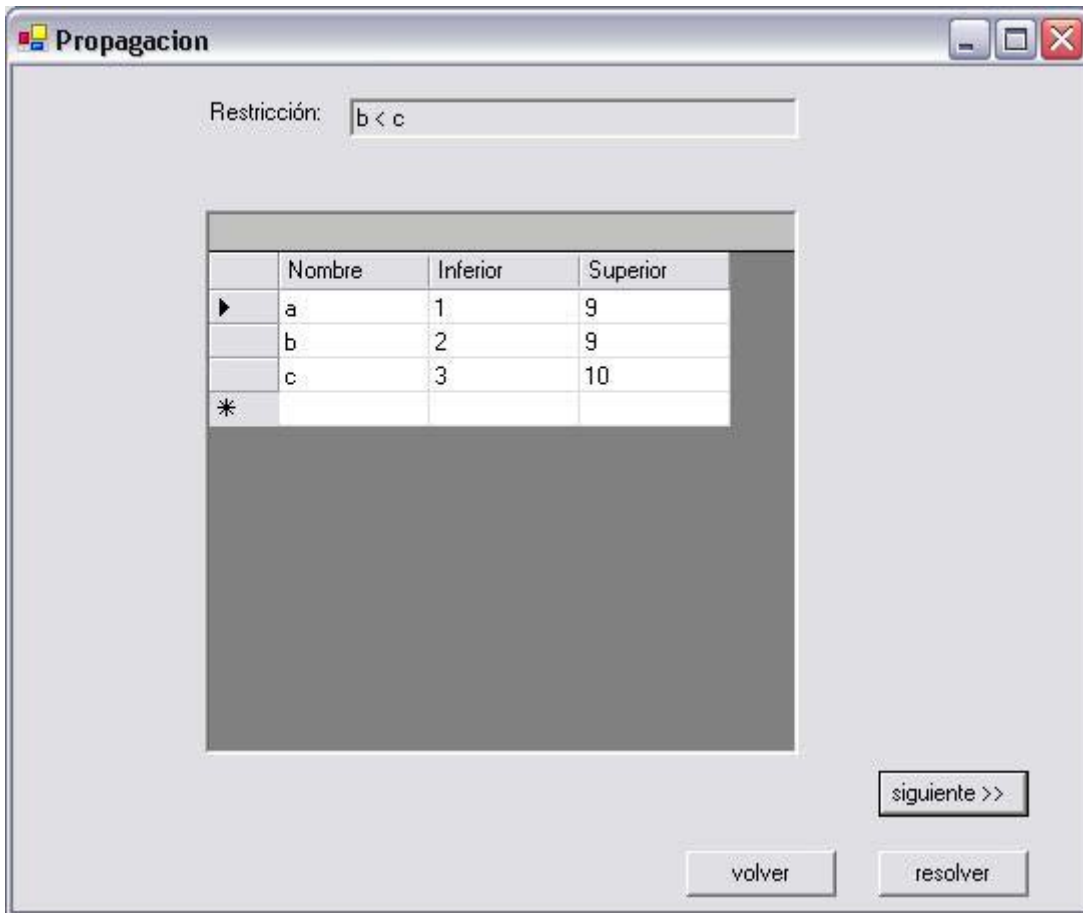 Propagacion
Restricción: b < c
Nombre Inferior Superior
a 1 9
b 2 9
c 3 10
*
siguiente >>
volver resolver